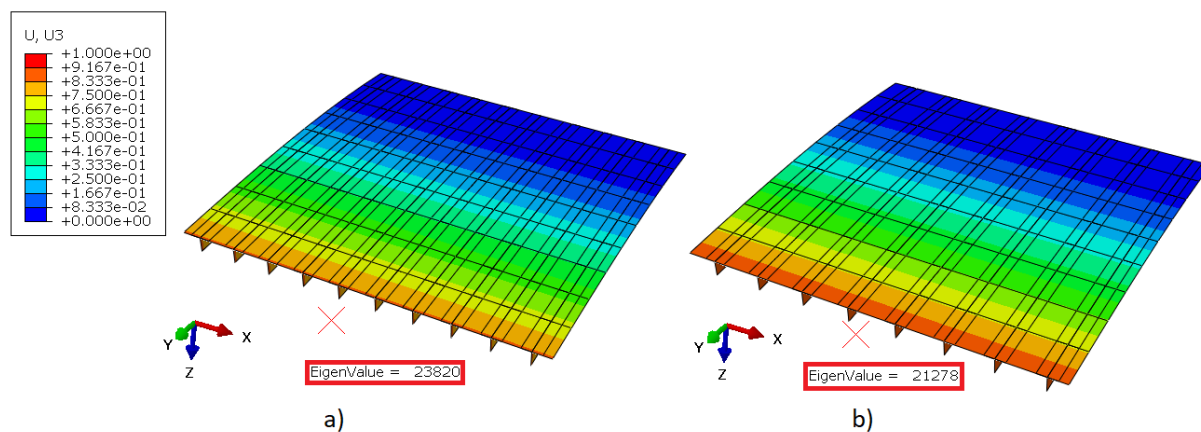 U, U3
+1.000e+00
+9.167e-01
+8.333e-01
+7.500e-01
+6.667e-01
+5.833e-01
+5.000e-01
+4.167e-01
+3.333e-01
+2.500e-01
+1.667e-01
+8.333e-02
+0.000e+00
Y
X
Z
EigenValue = 23820
a)
Y
X
Z
EigenValue = 21278
b)